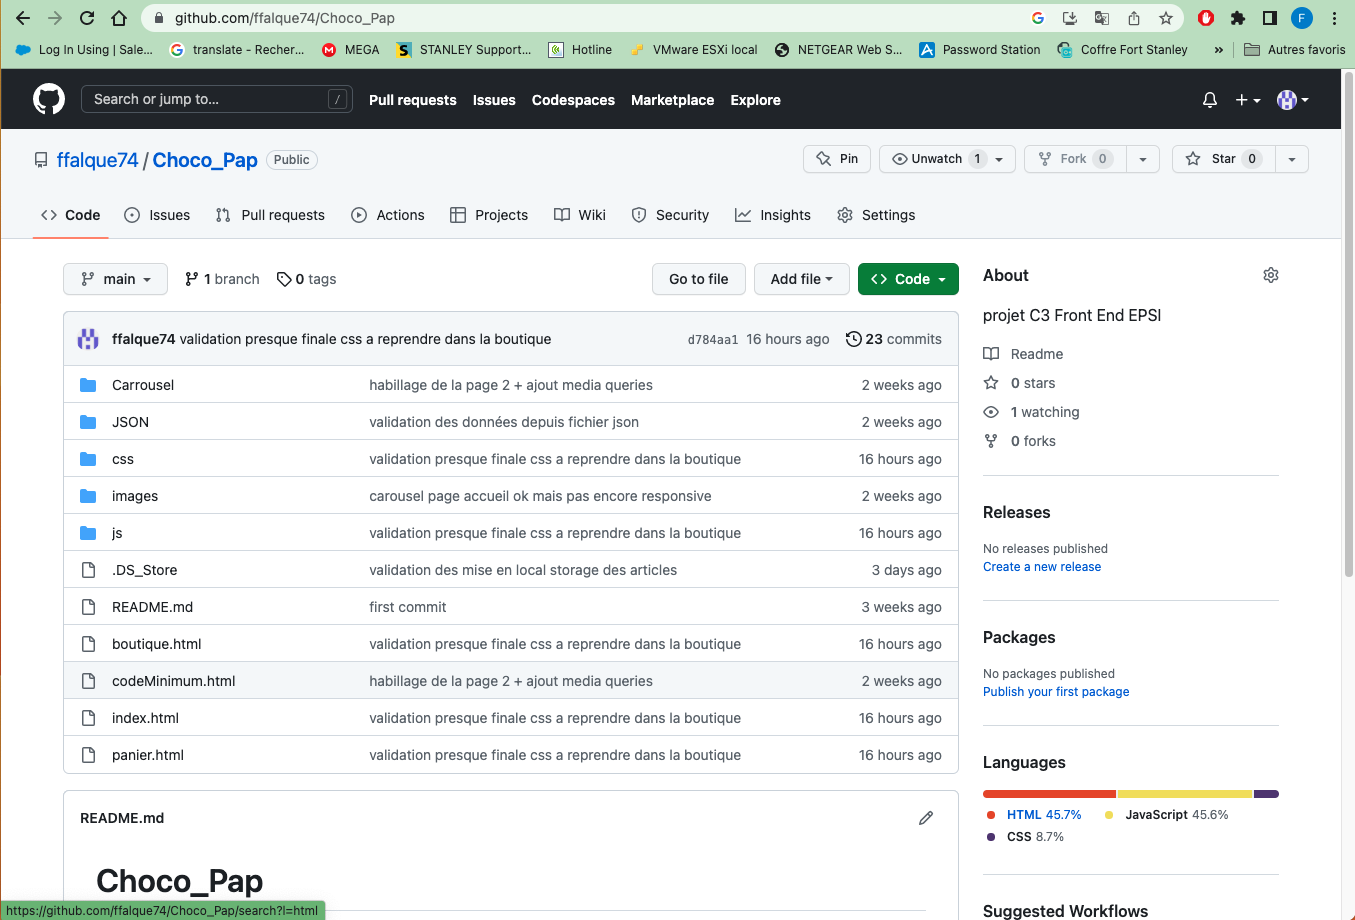 github.com/ffalque74/Choco_Pap
Log In Using | Sale... translate - Recher... MEGA STANLEY Support... Hotline VMware ESXi local NETGEAR Web S... Password Station Coffre Fort Stanley » Autres favoris
Search or jump to... / Pull requests Issues Codespaces Marketplace Explore
ffalque74 / Choco_Pap Public Pin Unwatch 1 Fork 0 Star 0
Code Issues Pull requests Actions Projects Wiki Security Insights Settings
main 1 branch 0 tags Go to file Add file Code
ffalque74 validation presque finale css a reprendre dans la boutique d784aa1 16 hours ago 23 commits
Carrousel habillage de la page 2 + ajout media queries 2 weeks ago
JSON validation des données depuis fichier json 2 weeks ago
css validation presque finale css a reprendre dans la boutique 16 hours ago
images carousel page accueil ok mais pas encore responsive 2 weeks ago
js validation presque finale css a reprendre dans la boutique 16 hours ago
.DS_Store validation des mise en local storage des articles 3 days ago
README.md first commit 3 weeks ago
boutique.html validation presque finale css a reprendre dans la boutique 16 hours ago
codeMinimum.html habillage de la page 2 + ajout media queries 2 weeks ago
index.html validation presque finale css a reprendre dans la boutique 16 hours ago
panier.html validation presque finale css a reprendre dans la boutique 16 hours ago
README.md
Choco_Pap
About
projet C3 Front End EPSI
Readme
0 stars
1 watching
0 forks
Releases
No releases published
Create a new release
Packages
No packages published
Publish your first package
Languages
HTML 45.7% JavaScript 45.6%
CSS 8.7%
Suggested Workflows
https://github.com/ffalque74/Choco_Pap/search?l=html